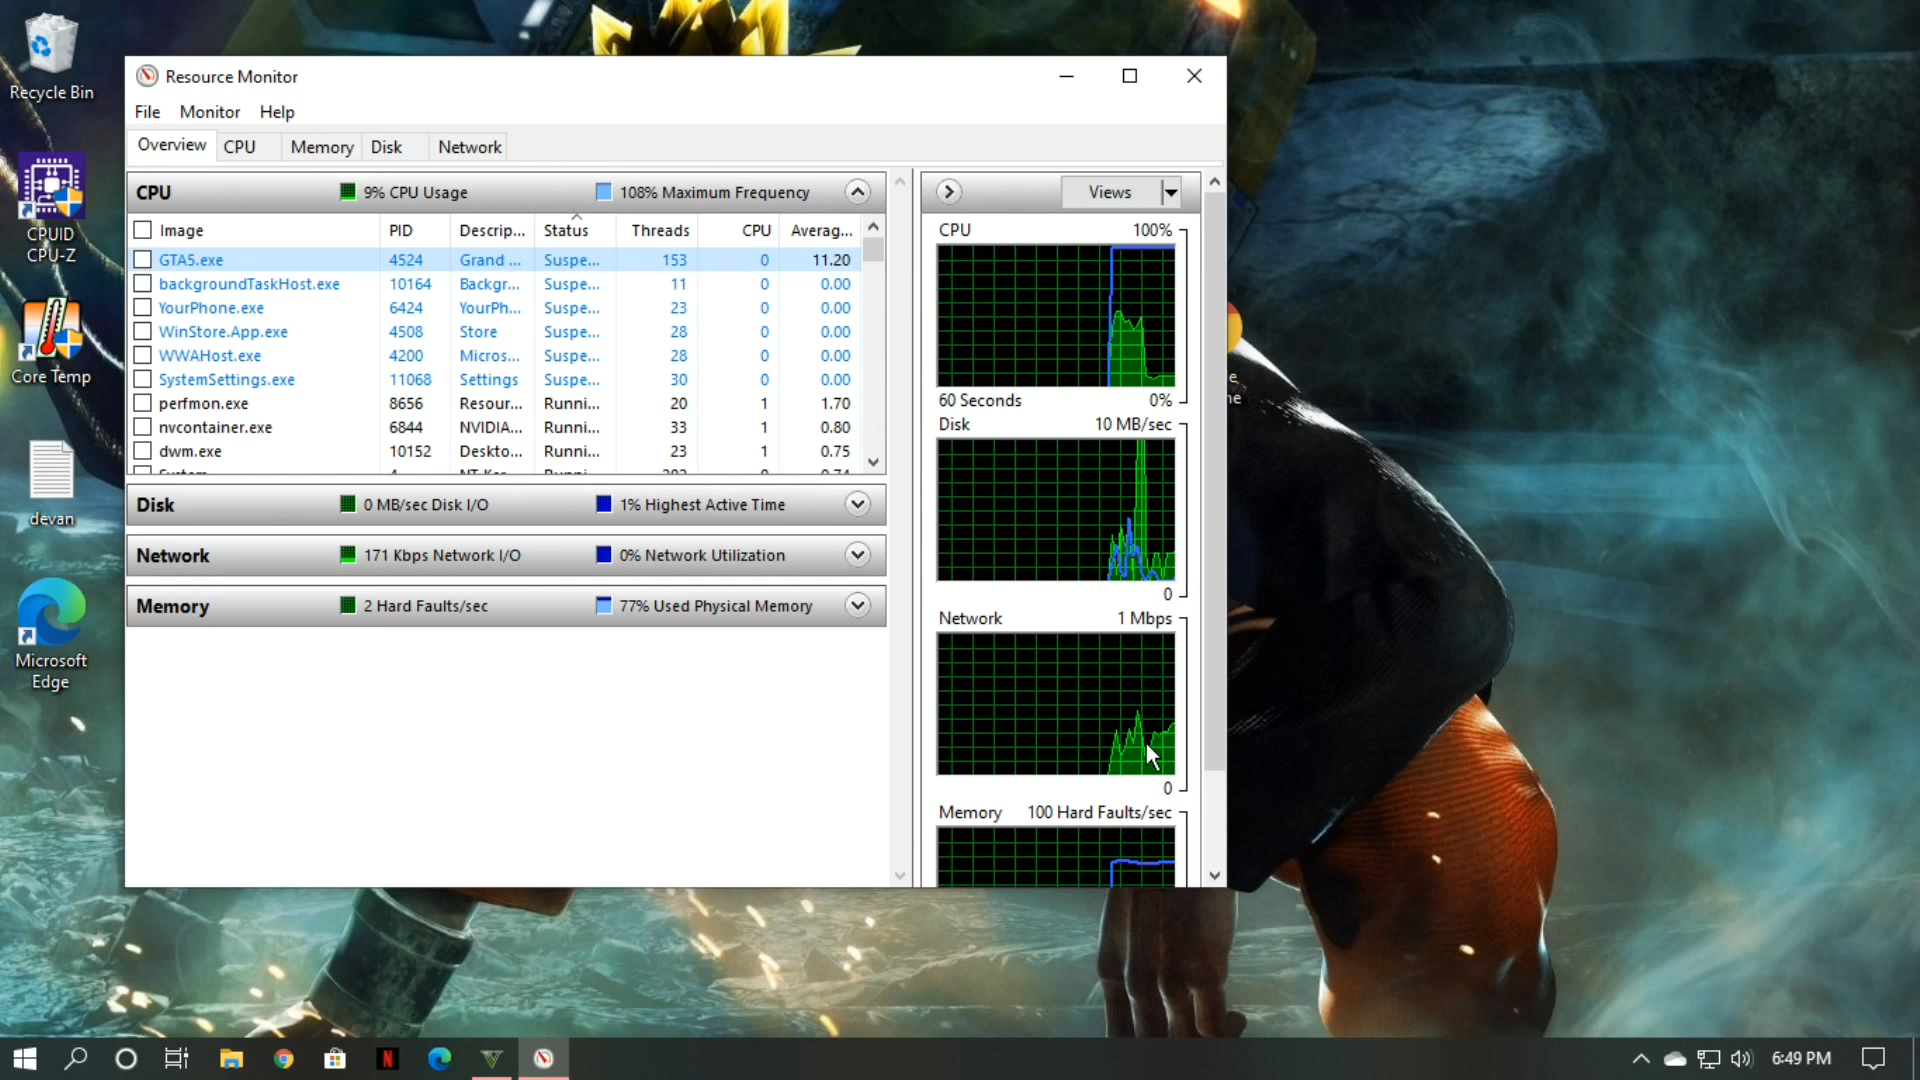 Recycle Bin
CPUID
CPU-Z
Core Temp
devan
Microsoft
Edge
Resource Monitor
File Monitor Help
Overview CPU Memory Disk Network
CPU 9% CPU Usage 108% Maximum Frequency
Image PID Descrip... Status Threads CPU Averag...
GTA5.exe 4524 Grand ... Suspe... 153 0 11.20
backgroundTaskHost.exe 10164 Backgr... Suspe... 11 0 0.00
YourPhone.exe 6424 YourPh... Suspe... 23 0 0.00
WinStore.App.exe 4508 Store Suspe... 28 0 0.00
WWAHost.exe 4200 Micros... Suspe... 28 0 0.00
SystemSettings.exe 11068 Settings Suspe... 30 0 0.00
perfmon.exe 8656 Resour... Runni... 20 1 1.70
nvcontainer.exe 6844 NVIDIA... Runni... 33 1 0.80
dwm.exe 10152 Deskto... Runni... 23 1 0.75
Disk 0 MB/sec Disk I/O 1% Highest Active Time
Network 171 Kbps Network I/O 0% Network Utilization
Memory 2 Hard Faults/sec 77% Used Physical Memory
Views
CPU 100%
60 Seconds 0%
Disk 10 MB/sec
0
Network 1 Mbps
0
Memory 100 Hard Faults/sec
6:49 PM